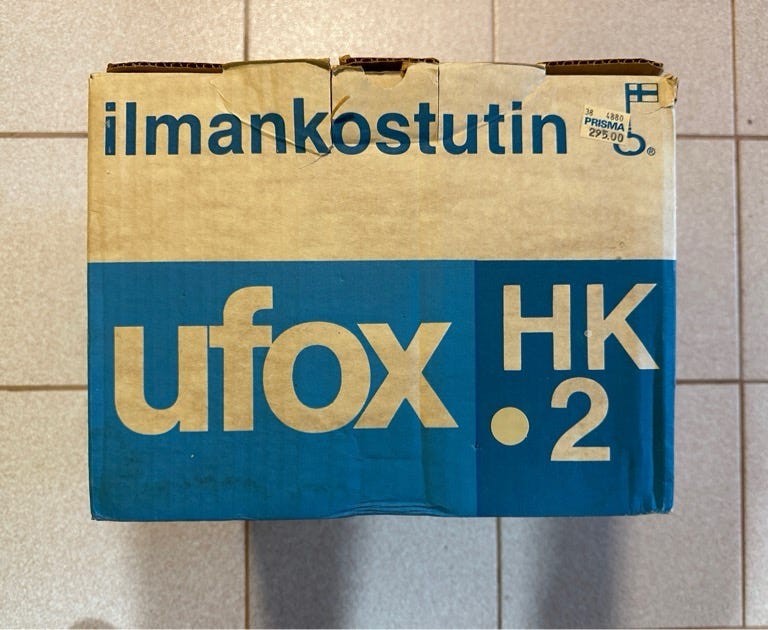 ilmankostutin
38 4880
PRISMA
295.00
®
ufox
HK
.2